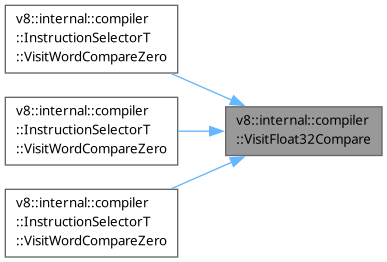 v8::internal::compiler
::InstructionSelectorT
::VisitWordCompareZero
v8::internal::compiler
::InstructionSelectorT
::VisitWordCompareZero
v8::internal::compiler
::VisitFloat32Compare
v8::internal::compiler
::InstructionSelectorT
::VisitWordCompareZero